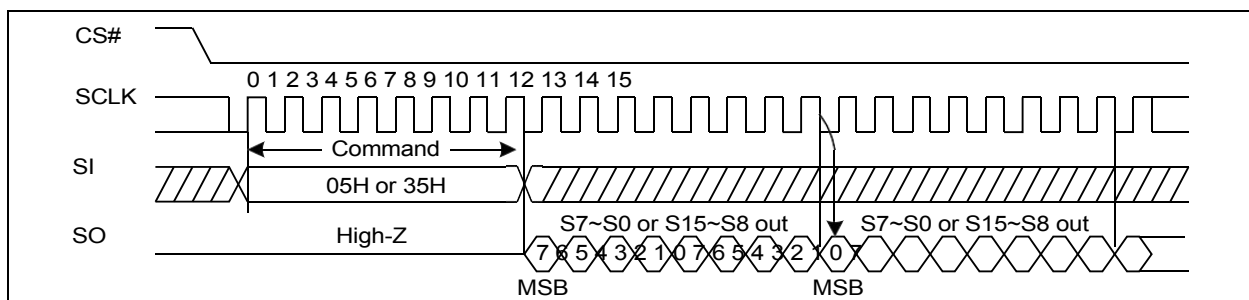 CS#
0 1 2 3 4 5 6 7 8 9 10 11 12 13 14 15
SCLK
Command
SI
05H or 35H
S7~S0 or S15~S8 out S7~S0 or S15~S8 out
SO High-Z
7 6 5 4 3 2 1 0 7 6 5 4 3 2 1 0 7
MSB MSB